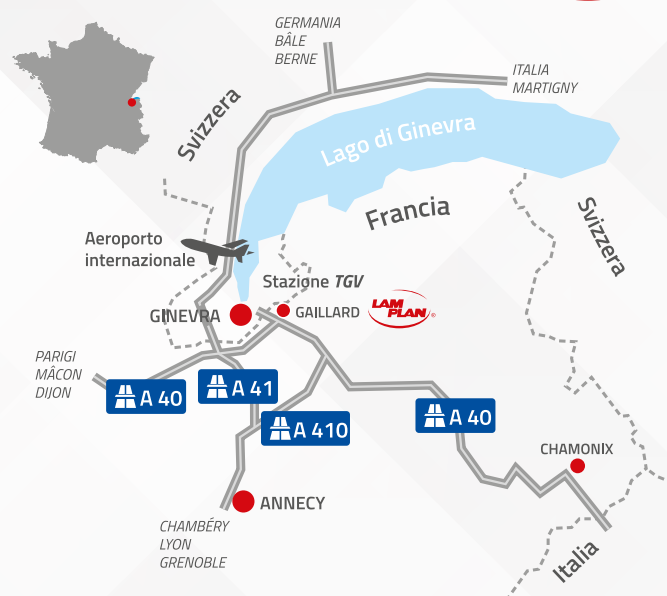 GERMANIA
BÂLE
BERNE
ITALIA
MARTIGNY
Svizzera
Lago di Ginevra
Francia
Svizzera
Aeroporto
internazionale
Stazione TGV
GINEVRA
GAILLARD
LAM
PLAN
®
PARIGI
MÂCON
DIJON
A 40
A 41
A 410
A 40
CHAMONIX
ANNECY
CHAMBÉRY
LYON
GRENOBLE
Italia